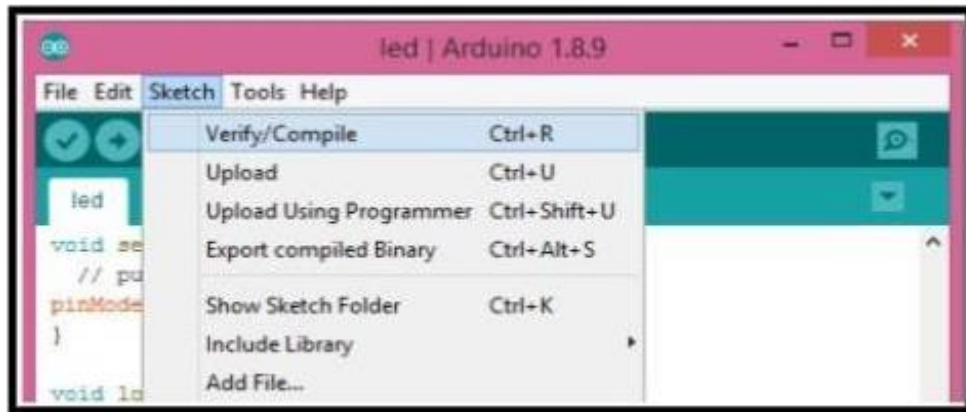 led | Arduino 1.8.9
File Edit Sketch Tools Help
Verify/Compile Ctrl+R
Upload Ctrl+U
led
Upload Using Programmer Ctrl+Shift+U
void se
Export compiled Binary Ctrl+Alt+S
// pu
pinMode
Show Sketch Folder Ctrl+K
}
Include Library
Add File...
void lo